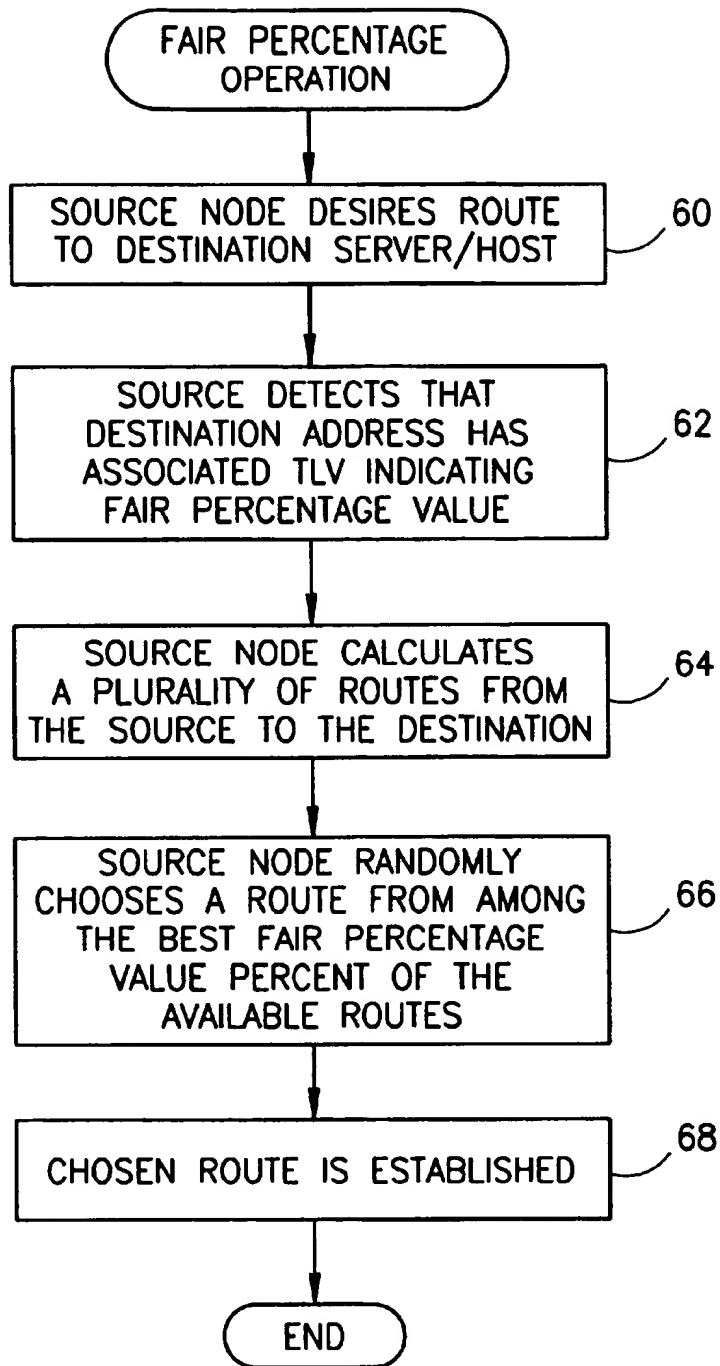 FAIR PERCENTAGE
OPERATION
SOURCE NODE DESIRES ROUTE
TO DESTINATION SERVER/HOST
60
SOURCE DETECTS THAT
DESTINATION ADDRESS HAS
ASSOCIATED TLV INDICATING
FAIR PERCENTAGE VALUE
62
SOURCE NODE CALCULATES
A PLURALITY OF ROUTES FROM
THE SOURCE TO THE DESTINATION
64
SOURCE NODE RANDOMLY
CHOOSES A ROUTE FROM AMONG
THE BEST FAIR PERCENTAGE
VALUE PERCENT OF THE
AVAILABLE ROUTES
66
CHOSEN ROUTE IS ESTABLISHED
68
END